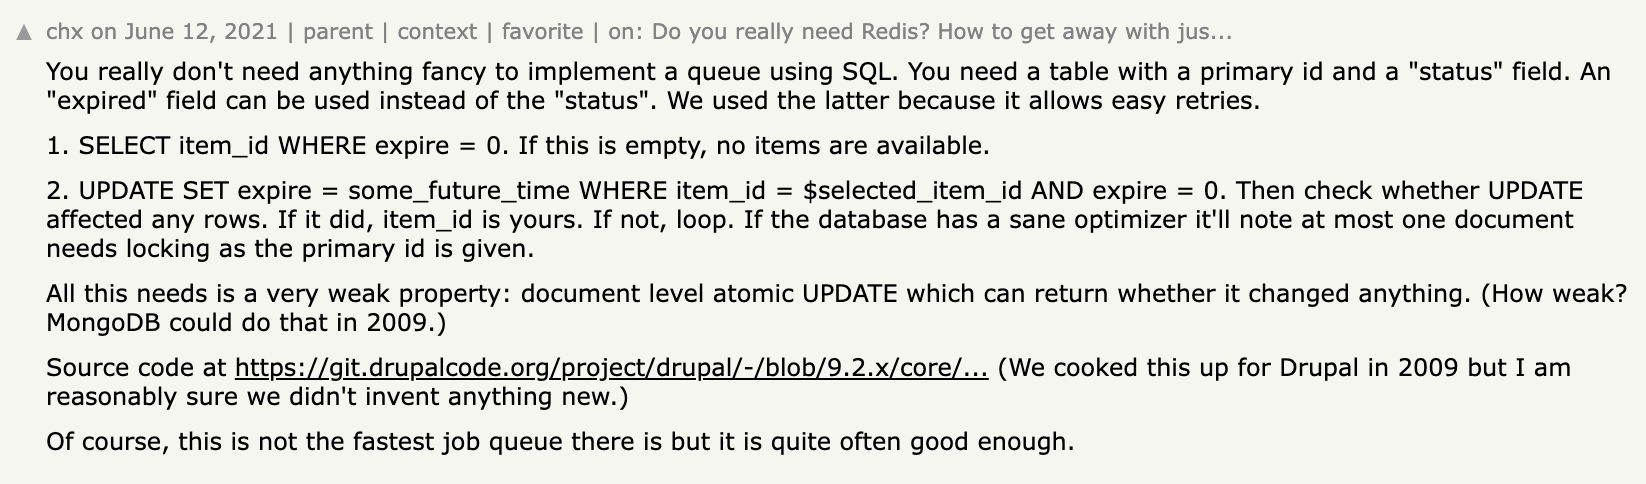 ▲ chx on June 12, 2021 | parent | context | favorite | on: Do you really need Redis? How to get away with jus...
You really don't need anything fancy to implement a queue using SQL. You need a table with a primary id and a "status" field. An
"expired" field can be used instead of the "status". We used the latter because it allows easy retries.
1. SELECT item_id WHERE expire = 0. If this is empty, no items are available.
2. UPDATE SET expire = some_future_time WHERE item_id = $selected_item_id AND expire = 0. Then check whether UPDATE
affected any rows. If it did, item_id is yours. If not, loop. If the database has a sane optimizer it'll note at most one document
needs locking as the primary id is given.
All this needs is a very weak property: document level atomic UPDATE which can return whether it changed anything. (How weak?
MongoDB could do that in 2009.)
Source code at https://git.drupalcode.org/project/drupal/-/blob/9.2.x/core/... (We cooked this up for Drupal in 2009 but I am
reasonably sure we didn't invent anything new.)
Of course, this is not the fastest job queue there is but it is quite often good enough.